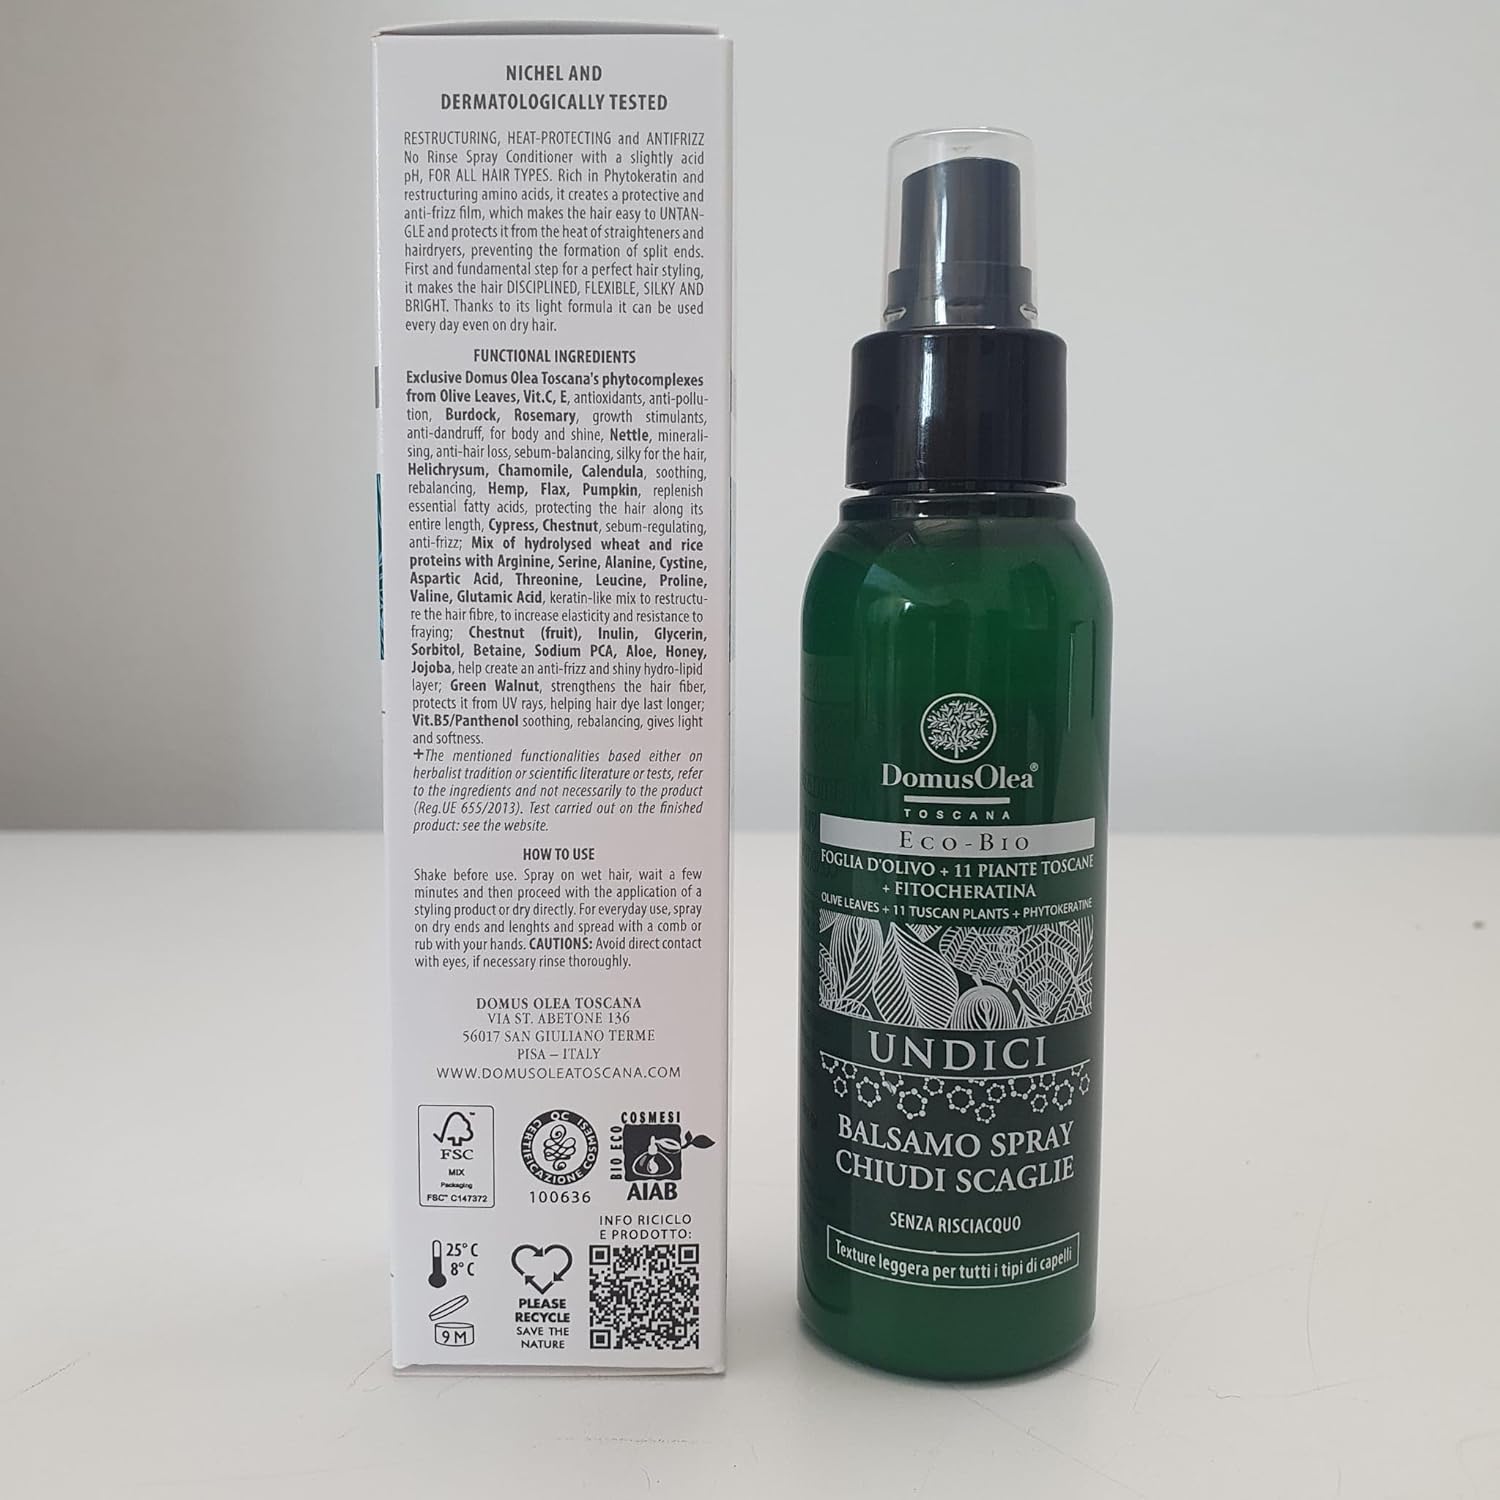 NICHEL AND
DERMATOLOGICALLY TESTED
RESTRUCTURING, HEAT-PROTECTING and ANTIFRIZZ
No Rinse Spray Conditioner with a slightly acid
pH, FOR ALL HAIR TYPES. Rich in Phytokeratin and
restructuring amino acids, it creates a protective and
anti-frizz film, which makes the hair easy to UNTAN-
GLE and protects it from the heat of straighteners and
hairdryers, preventing the formation of split ends.
First and fundamental step for a perfect hair styling,
it makes the hair DISCIPLINED, FLEXIBLE, SILKY AND
BRIGHT. Thanks to its light formula it can be used
every day even on dry hair.
FUNCTIONAL INGREDIENTS
Exclusive Domus Olea Toscana's phytocomplexes
from Olive Leaves, Vit.C, E, antioxidants, anti-pollu-
tion, Burdock, Rosemary, growth stimulants,
anti-dandruff, for body and shine, Nettle, minerali-
sing, anti-hair loss, sebum-balancing, silky for the hair,
Helichrysum, Chamomile, Calendula, soothing,
rebalancing, Hemp, Flax, Pumpkin, replenish
essential fatty acids, protecting the hair along its
entire length, Cypress, Chestnut, sebum-regulating,
anti-frizz; Mix of hydrolysed wheat and rice
proteins with Arginine, Serine, Alanine, Cystine,
Aspartic Acid, Threonine, Leucine, Proline,
Valine, Glutamic Acid, keratin-like mix to restructu-
re the hair fibre, to increase elasticity and resistance to
fraying; Chestnut (fruit), Inulin, Glycerin,
Sorbitol, Betaine, Sodium PCA, Aloe, Honey,
Jojoba, help create an anti-frizz and shiny hydro-lipid
layer; Green Walnut, strengthens the hair fiber,
protects it from UV rays, helping hair dye last longer;
Vit.B5/Panthenol soothing, rebalancing, gives light
and softness.
+The mentioned functionalities based either on
herbalist tradition or scientific literature or tests, refer
to the ingredients and not necessarily to the product
(Reg.UE 655/2013). Test carried out on the finished
product: see the website.
HOW TO USE
Shake before use. Spray on wet hair, wait a few
minutes and then proceed with the application of a
styling product or dry directly. For everyday use, spray
on dry ends and lenghts and spread with a comb or
rub with your hands. CAUTIONS: Avoid direct contact
with eyes, if necessary rinse thoroughly.
DOMUS OLEA TOSCANA
VIA ST. ABETONE 136
56017 SAN GIULIANO TERME
PISA – ITALY
WWW.DOMUSOLEATOSCANA.COM
FSC
MIX
Packaging
FSC™ C147372
QC CERTIFICAZIONE COSMESI
100636
COSMESI
BIO ECO
AIAB
INFO RICICLO
E PRODOTTO:
25° C
8° C
9 M
PLEASE
RECYCLE
SAVE THE
NATURE
DomusOlea®
TOSCANA
ECO-BIO
FOGLIA D'OLIVO + 11 PIANTE TOSCANE
+ FITOCHERATINA
OLIVE LEAVES + 11 TUSCAN PLANTS + PHYTOKERATINE
UNDICI
BALSAMO SPRAY
CHIUDI SCAGLIE
SENZA RISCIACQUO
Texture leggera per tutti i tipi di capelli